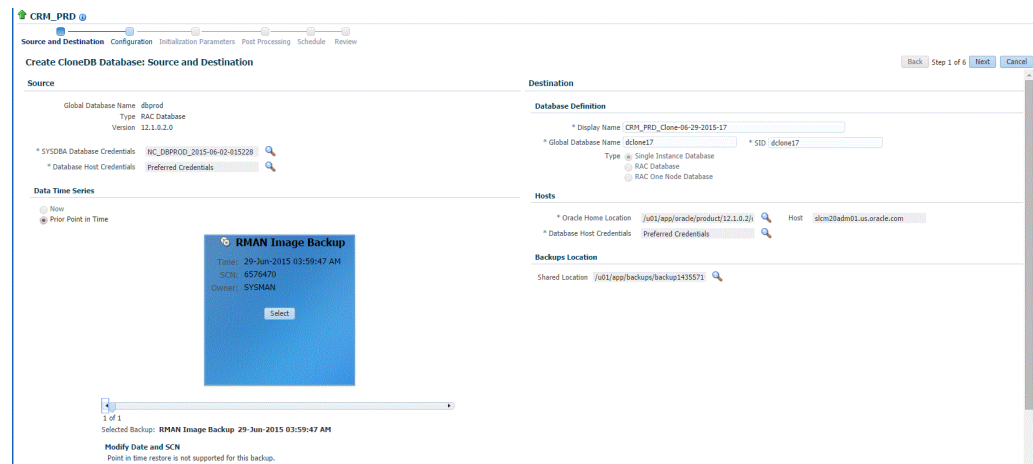 CRM_PRD
Source and Destination Configuration Initialization Parameters Post Processing Schedule Review
Create CloneDB Database: Source and Destination
Back Step 1 of 6 Next Cancel
Source
Global Database Name dbprod
Type RAC Database
Version 12.1.0.2.0
* SYSDBA Database Credentials NC_DBPROD_2015-06-02-015228
* Database Host Credentials Preferred Credentials
Data Time Series
Now
Prior Point in Time
RMAN Image Backup
Time: 29-Jun-2015 03:59:47 AM
SCN: 6576470
Owner: SYSMAN
Select
1 of 1
Selected Backup: RMAN Image Backup 29-Jun-2015 03:59:47 AM
Modify Date and SCN
Point in time restore is not supported for this backup.
Destination
Database Definition
* Display Name CRM_PRD_Clone-06-29-2015-17
* Global Database Name dclone17 * SID dclone17
Type Single Instance Database
RAC Database
RAC One Node Database
Hosts
* Oracle Home Location /u01/app/oracle/product/12.1.0.2/ Host slcm20adm01.us.oracle.com
* Database Host Credentials Preferred Credentials
Backups Location
Shared Location /u01/app/backups/backup1435571